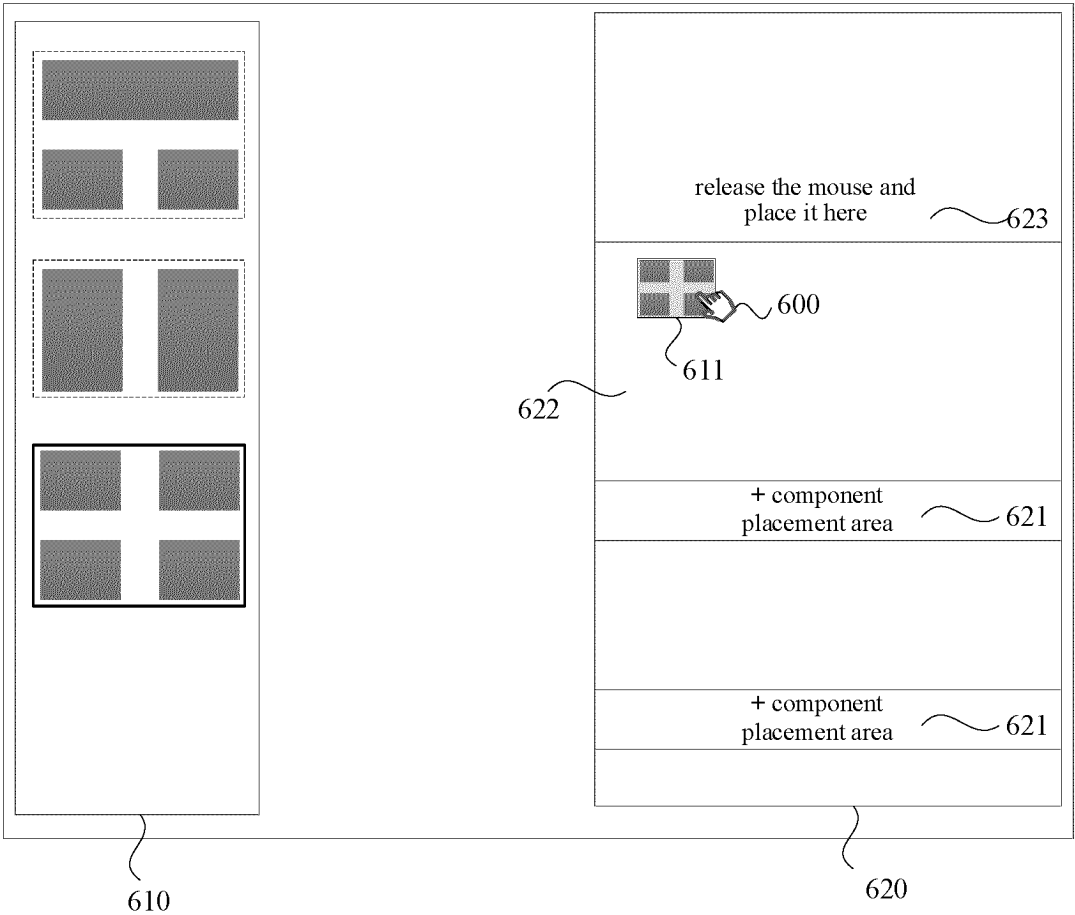 release the mouse and
place it here
623
600
611
622
+ component
placement area
621
+ component
placement area
621
610
620